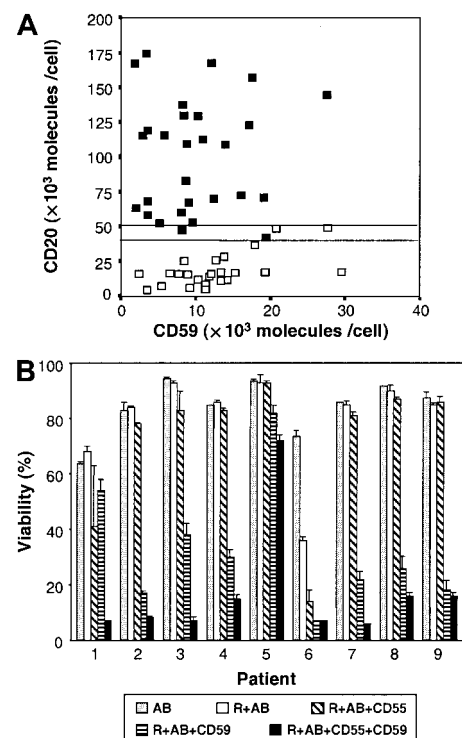 A
200
175
150
125
100
75
50
25
0
CD20 (×10³ molecules /cell)
0 10 20 30 40
CD59 (×10³ molecules /cell)
B
100
80
60
40
20
0
Viability (%)
1 2 3 4 5 6 7 8 9
Patient
AB R+AB R+AB+CD55
R+AB+CD59 R+AB+CD55+CD59